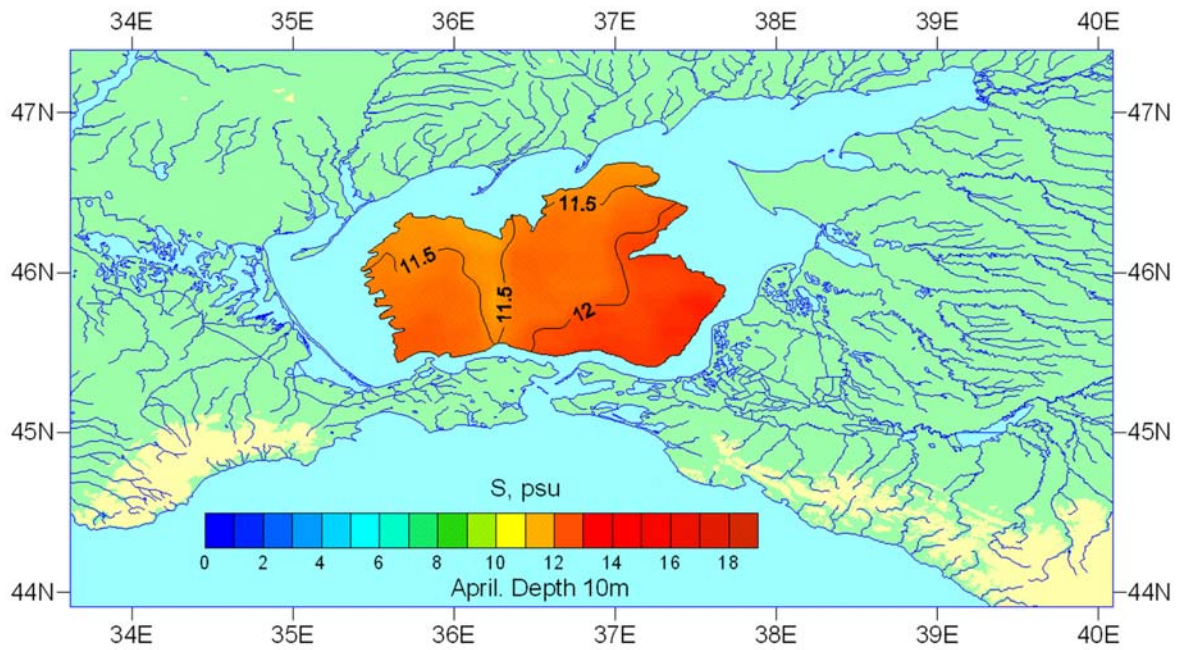 34E 35E 36E 37E 38E 39E 40E
47N 47N
11.5
11.5
46N 46N
11.5
12
45N 45N
S, psu
0 2 4 6 8 10 12 14 16 18
April. Depth 10m
44N 44N
34E 35E 36E 37E 38E 39E 40E